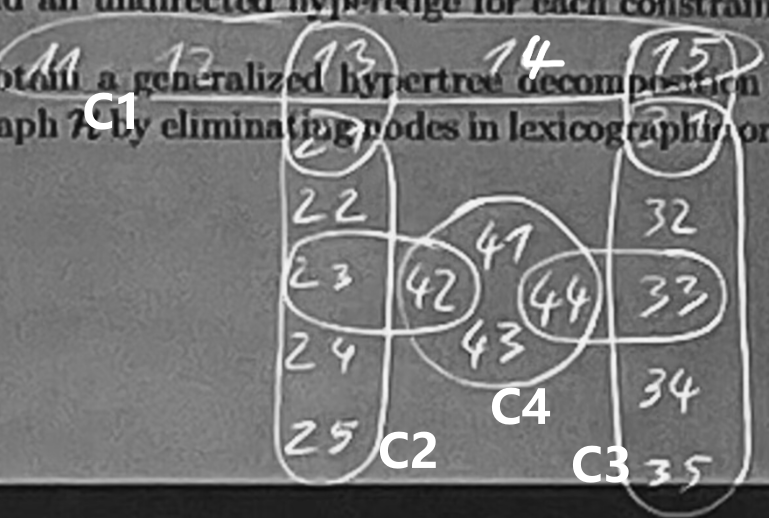 an undirected hyperedge for each constrain
11 12 13 14 15
obtain a generalized hypertree decomposition
C1
aph H by eliminating nodes in lexicographic or
21 31
22 32
41
23 42 44 33
43
24
34
C4
25 C2 C3 35